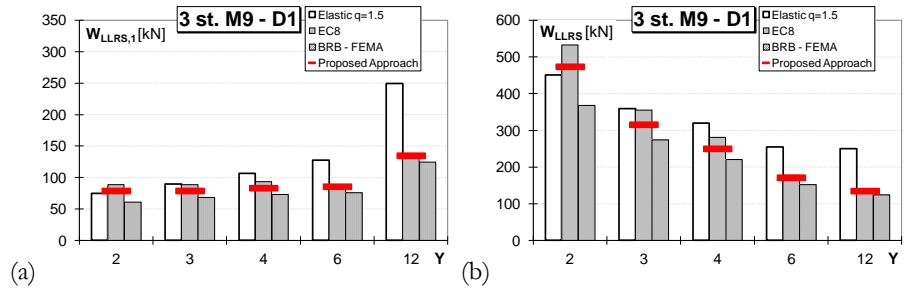 3 st. M9 - D1
W LLRS,1 [kN]
Elastic q=1.5
EC8
BRB - FEMA
Proposed Approach
350
300
250
200
150
100
50
0
2 3 4 6 12 Y
(a)
3 st. M9 - D1
W LLRS [kN]
Elastic q=1.5
EC8
BRB - FEMA
Proposed Approach
600
500
400
300
200
100
0
2 3 4 6 12 Y
(b)